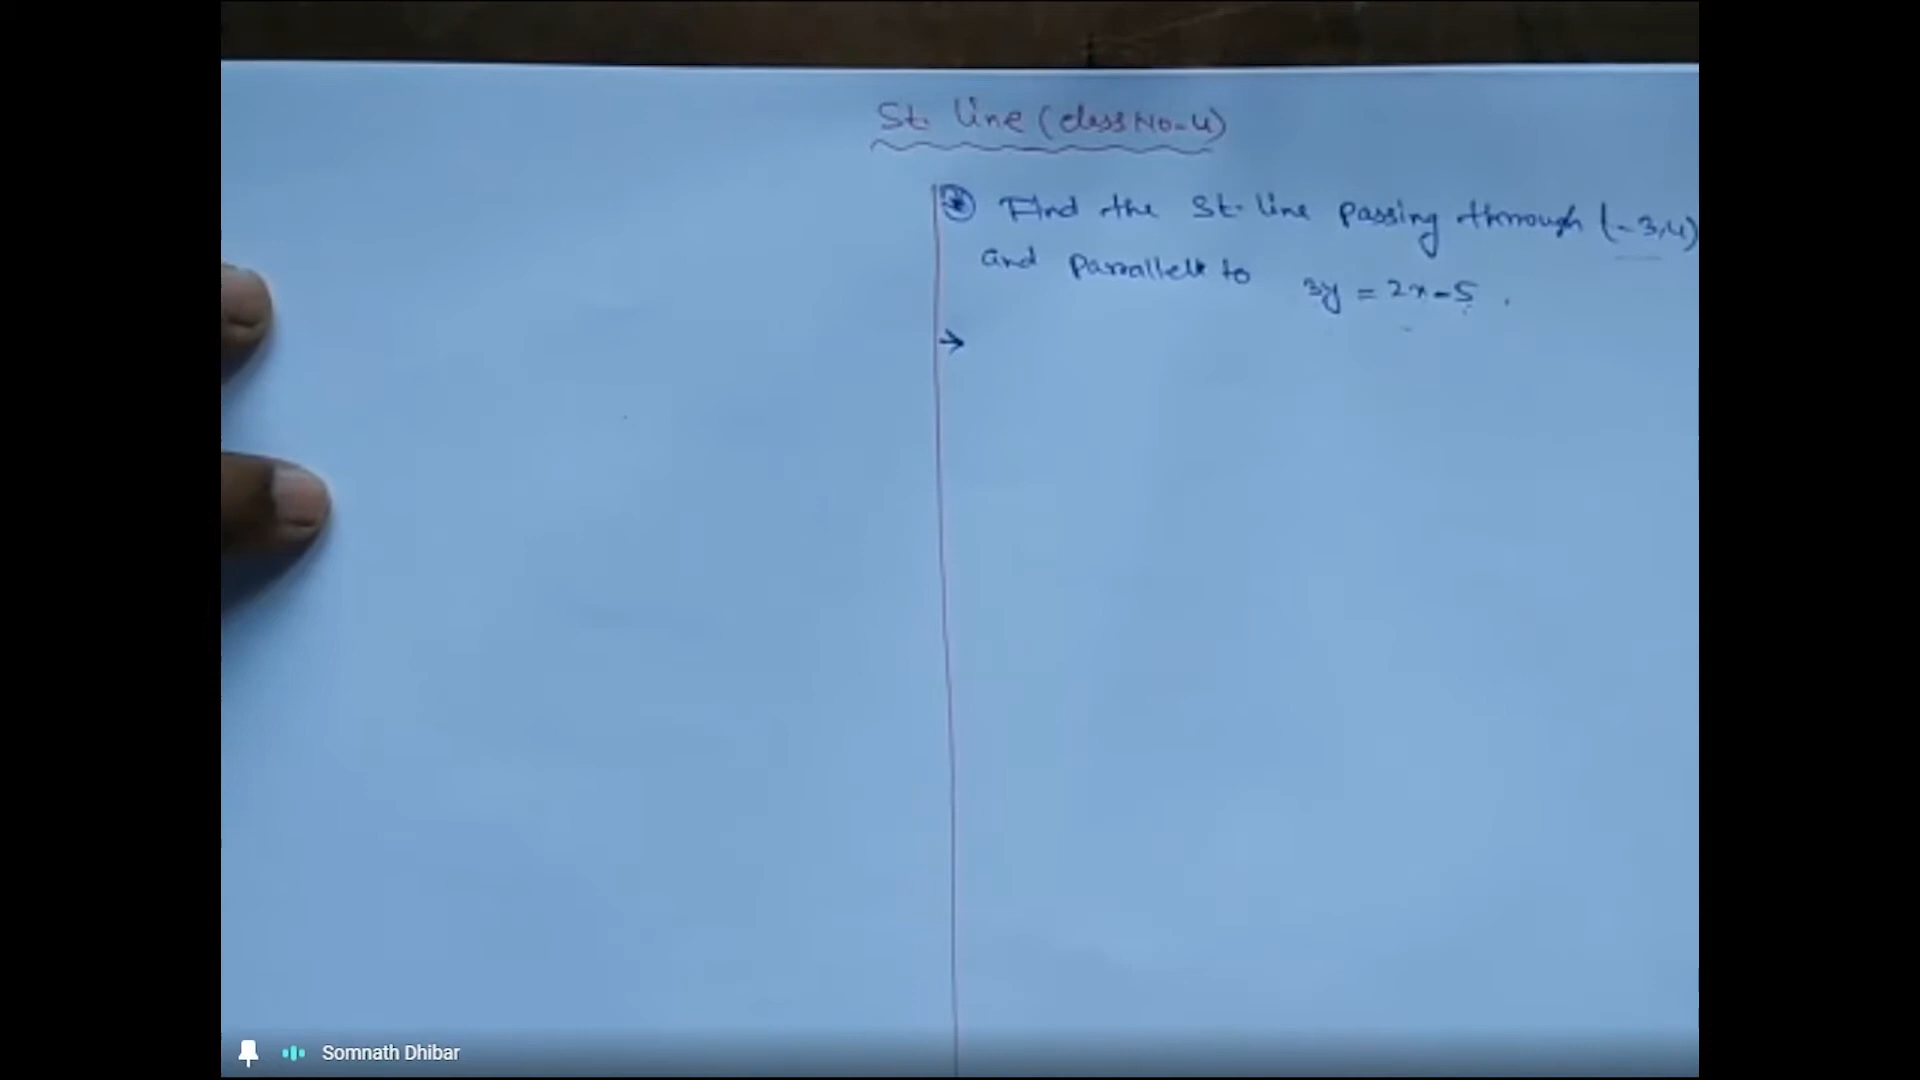 St. line (class No-4)
Find the St. line passing through (-3,4)
and parallel to 3y = 2x-5.
→
Somnath Dhibar